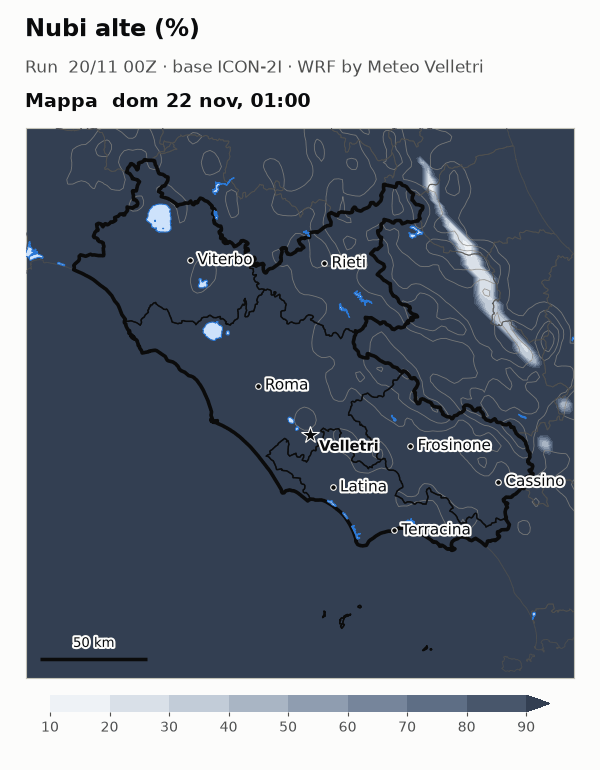 Nubi alte (%)
Run 20/11 00Z · base ICON-2I · WRF by Meteo Velletri
Mappa dom 22 nov, 01:00
Viterbo
Rieti
Roma
Velletri
Frosinone
Cassino
Latina
Terracina
50 km
10 20 30 40 50 60 70 80 90